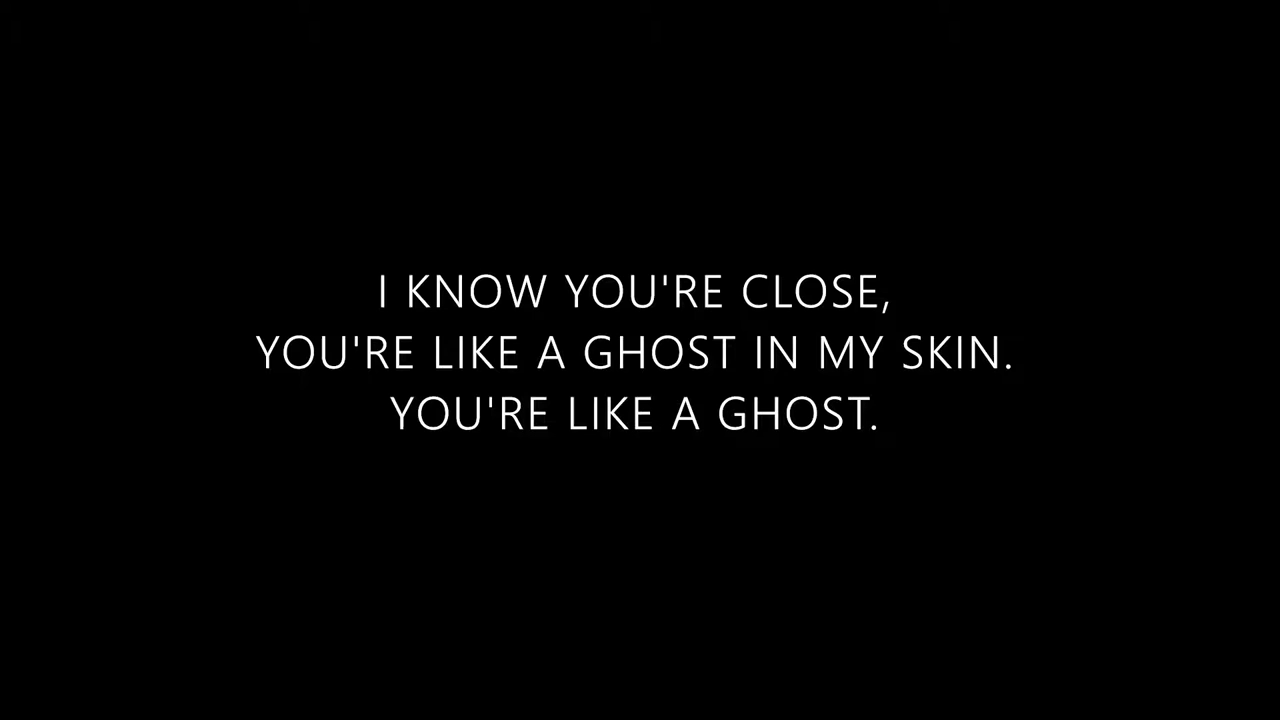 I KNOW YOU'RE CLOSE,
YOU'RE LIKE A GHOST IN MY SKIN.
YOU'RE LIKE A GHOST.